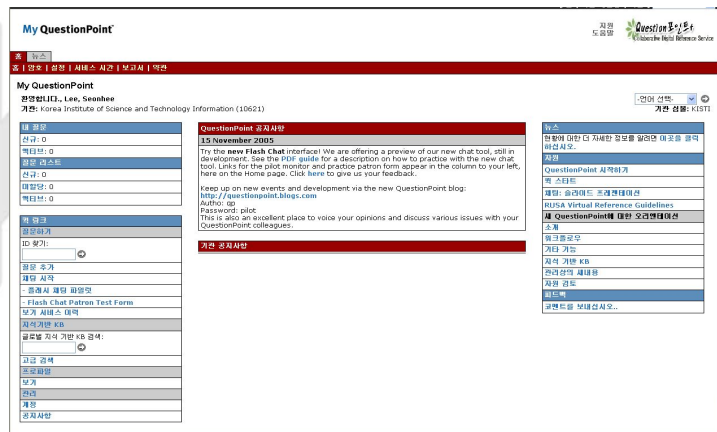 My QuestionPoint
지원
도움말
Question포인트
Collaborative Digital Reference Service
홈 뉴스
홈 | 암호 | 설정 | 서비스 시간 | 보고서 | 약관
My QuestionPoint
환영합니다., Lee, Seonhee
-언어 선택-
기관: Korea Institute of Science and Technology Information (10621)
기관 심볼: KISTI
내 질문
신규: 0
액티브: 0
질문 리스트
신규: 0
미할당: 0
액티브: 0
퀵 링크
질문하기
ID 찾기:
질문 추가
채팅 시작
- 플래시 채팅 파일럿
- Flash Chat Patron Test Form
보기 서비스 이력
지식기반 KB
글로벌 지식 기반 KB 검색:
고급 검색
프로파일
보기
관리
계정
공지사항
QuestionPoint 공지사항
15 November 2005
Try the new Flash Chat interface! We are offering a preview of our new chat tool, still in
development. See the PDF guide for a description on how to practice with the new chat
tool. Links for the pilot monitor and practice patron form appear in the column to your left,
here on the Home page. Click here to give us your feedback.
Keep up on new events and development via the new QuestionPoint blog:
http://questionpoint.blogs.com
Autho: qp
Password: pilot
This is also an excellent place to voice your opinions and discuss various issues with your
QuestionPoint colleagues.
기관 공지사항
뉴스
현황에 대한 더 자세한 정보를 알려면 이곳을 클릭
하십시오.
자원
QuestionPoint 시작하기
퀵 스타트
채팅: 슬라이드 프레젠테이션
RUSA Virtual Reference Guidelines
새 QuestionPoint에 대한 오리엔테이션
소개
워크플로우
기타 기능
지식 기반 KB
관리상의 새내용
자원 검토
피드백
코멘트를 보내십시오..